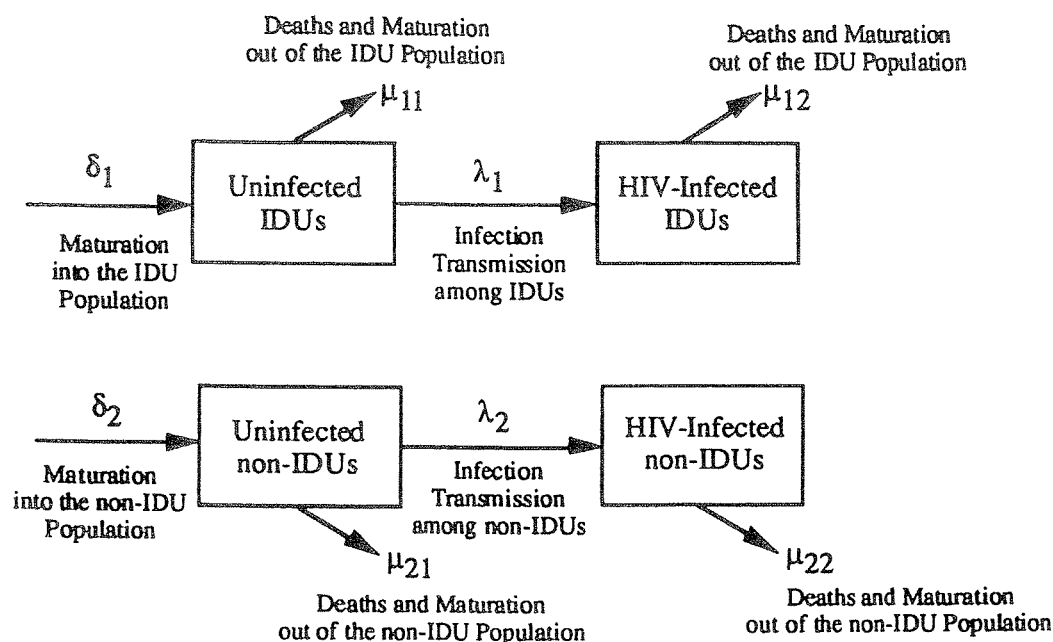 Deaths and Maturation
out of the IDU Population
Deaths and Maturation
out of the IDU Population
μ11
μ12
δ1
Uninfected
IDUs
λ1
HIV-Infected
IDUs
Maturation
into the IDU
Population
Infection
Transmission
among IDUs
δ2
Uninfected
non-IDUs
λ2
HIV-Infected
non-IDUs
Maturation
into the non-IDU
Population
Infection
Transmission
among non-IDUs
μ21
μ22
Deaths and Maturation
out of the non-IDU Population
Deaths and Maturation
out of the non-IDU Population